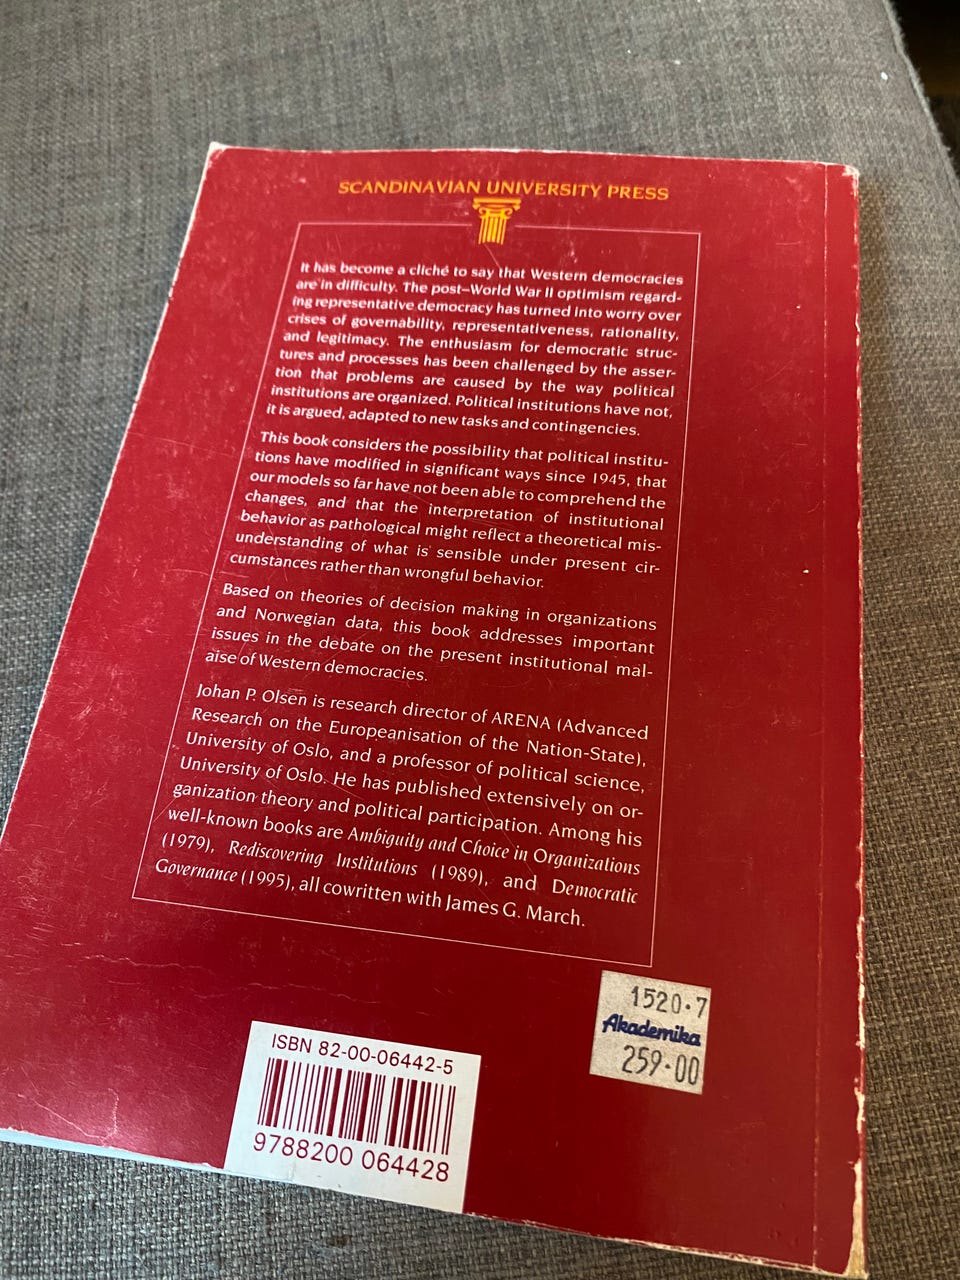 SCANDINAVIAN UNIVERSITY PRESS
It has become a cliché to say that Western democracies
are in difficulty. The post–World War II optimism regard-
ing representative democracy has turned into worry over
crises of governability, representativeness, rationality,
and legitimacy. The enthusiasm for democratic struc-
tures and processes has been challenged by the asser-
tion that problems are caused by the way political
institutions are organized. Political institutions have not,
it is argued, adapted to new tasks and contingencies.
This book considers the possibility that political institu-
tions have modified in significant ways since 1945, that
our models so far have not been able to comprehend the
changes, and that the interpretation of institutional
behavior as pathological might reflect a theoretical mis-
understanding of what is sensible under present cir-
cumstances rather than wrongful behavior.
Based on theories of decision making in organizations
and Norwegian data, this book addresses important
issues in the debate on the present institutional mal-
aise of Western democracies.
Johan P. Olsen is research director of ARENA (Advanced
Research on the Europeanisation of the Nation-State),
University of Oslo, and a professor of political science,
University of Oslo. He has published extensively on or-
ganization theory and political participation. Among his
well-known books are Ambiguity and Choice in Organizations
(1979), Rediscovering Institutions (1989), and Democratic
Governance (1995), all cowritten with James G. March.
1520·7
Akademika
259·00
ISBN 82-00-06442-5
9788200 064428